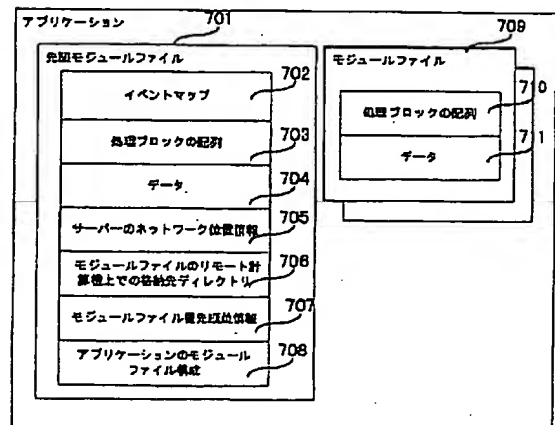 アプリケーション
701
先頭モジュールファイル
702
イベントマップ
703
処理ブロックの配列
704
データ
705
サーバーのネットワーク位置情報
706
モジュールファイルのリモート計
算機上での格納先ディレクトリ
707
モジュールファイル優先順位情報
708
アプリケーションのモジュール
ファイル構成
709
モジュールファイル
710
処理ブロックの配列
711
データ